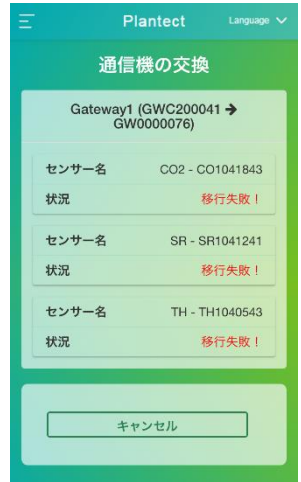 Plantect
Language
通信機の交換
Gateway1 (GWC200041 →
GW0000076)
センサー名 CO2 - CO1041843
状況 移行失敗！
センサー名 SR - SR1041241
状況 移行失敗！
センサー名 TH - TH1040543
状況 移行失敗！
キャンセル